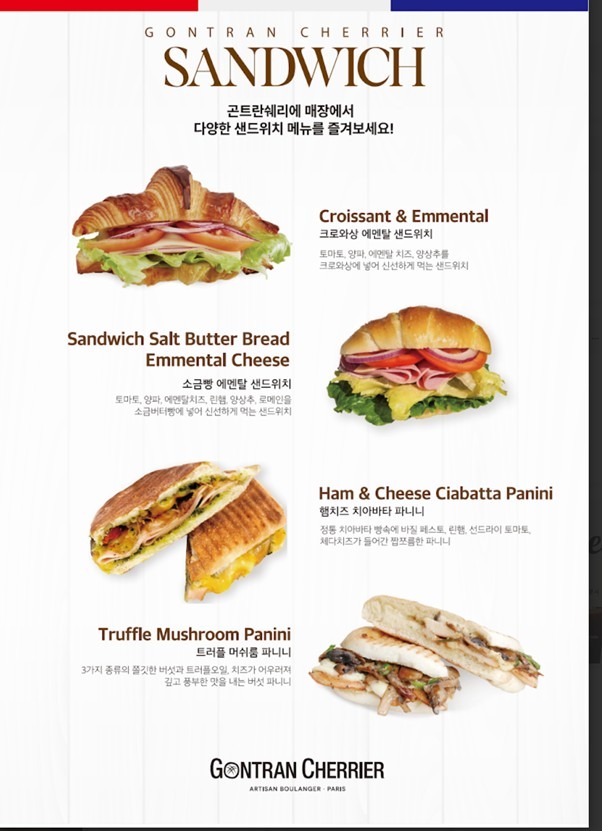 GONTRAN CHERRIER
SANDWICH
곤트란쉐리에 매장에서
다양한 샌드위치 메뉴를 즐겨보세요!
Croissant & Emmental
크로와상 에멘탈 샌드위치
토마토, 양파, 에멘탈 치즈, 양상추를
크로와상에 넣어 신선하게 먹는 샌드위치
Sandwich Salt Butter Bread
Emmental Cheese
소금빵 에멘탈 샌드위치
토마토, 양파, 에멘탈치즈, 린햄, 양상추, 로메인을
소금버터빵에 넣어 신선하게 먹는 샌드위치
Ham & Cheese Ciabatta Panini
햄치즈 치아바타 파니니
정통 치아바타 빵속에 바질 페스토, 린햄, 선드라이 토마토,
체다치즈가 들어간 짭쪼름한 파니니
Truffle Mushroom Panini
트러플 머쉬룸 파니니
3가지 종류의 쫄깃한 버섯과 트러플오일, 치즈가 어우러져
깊고 풍부한 맛을 내는 버섯 파니니
GONTRAN CHERRIER
ARTISAN BOULANGER · PARIS